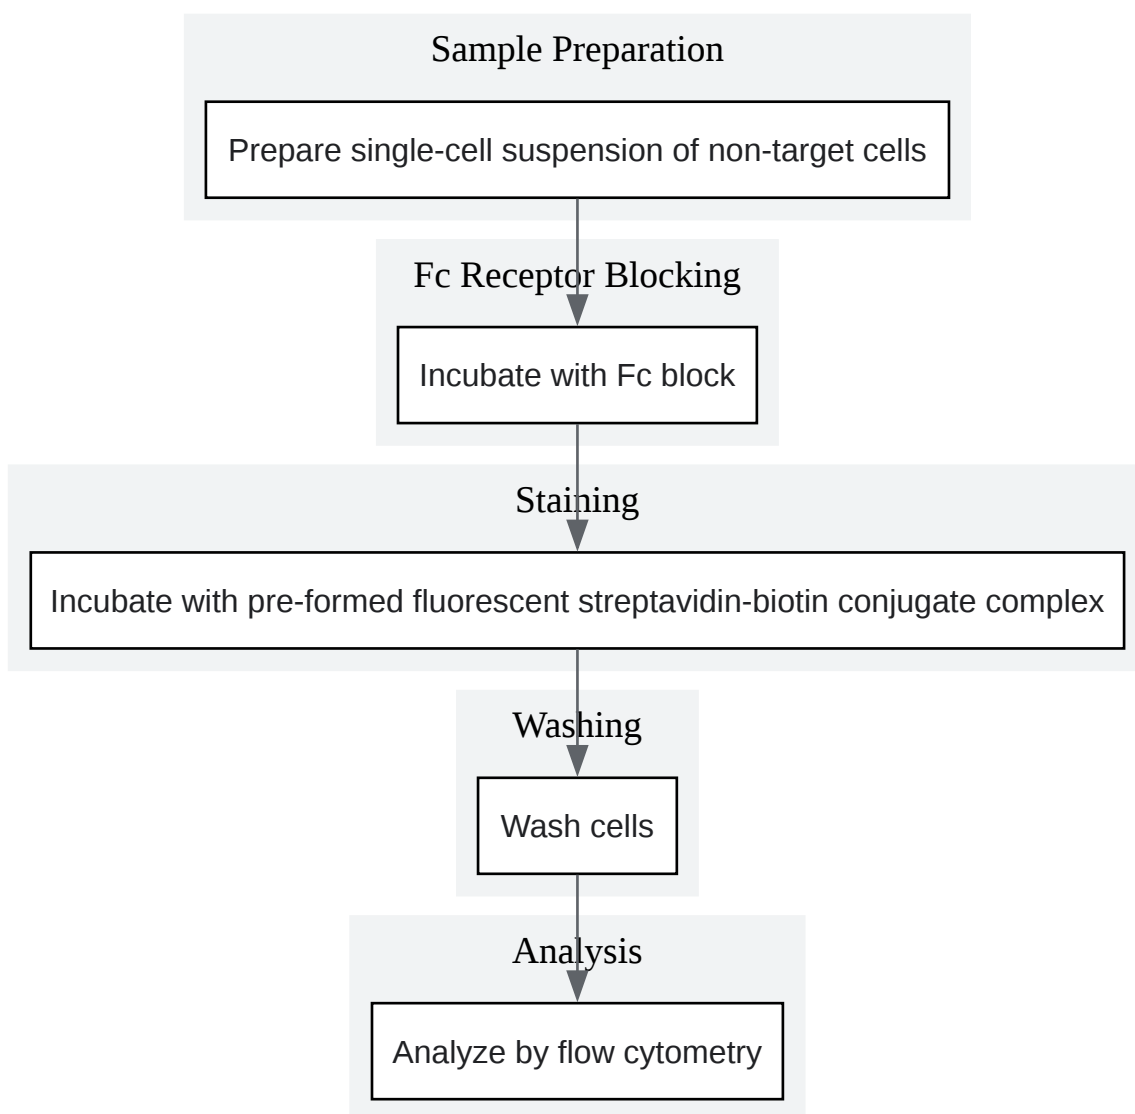 Sample Preparation
Prepare single-cell suspension of non-target cells
Fc Receptor Blocking
Incubate with Fc block
Staining
Incubate with pre-formed fluorescent streptavidin-biotin conjugate complex
Washing
Wash cells
Analysis
Analyze by flow cytometry